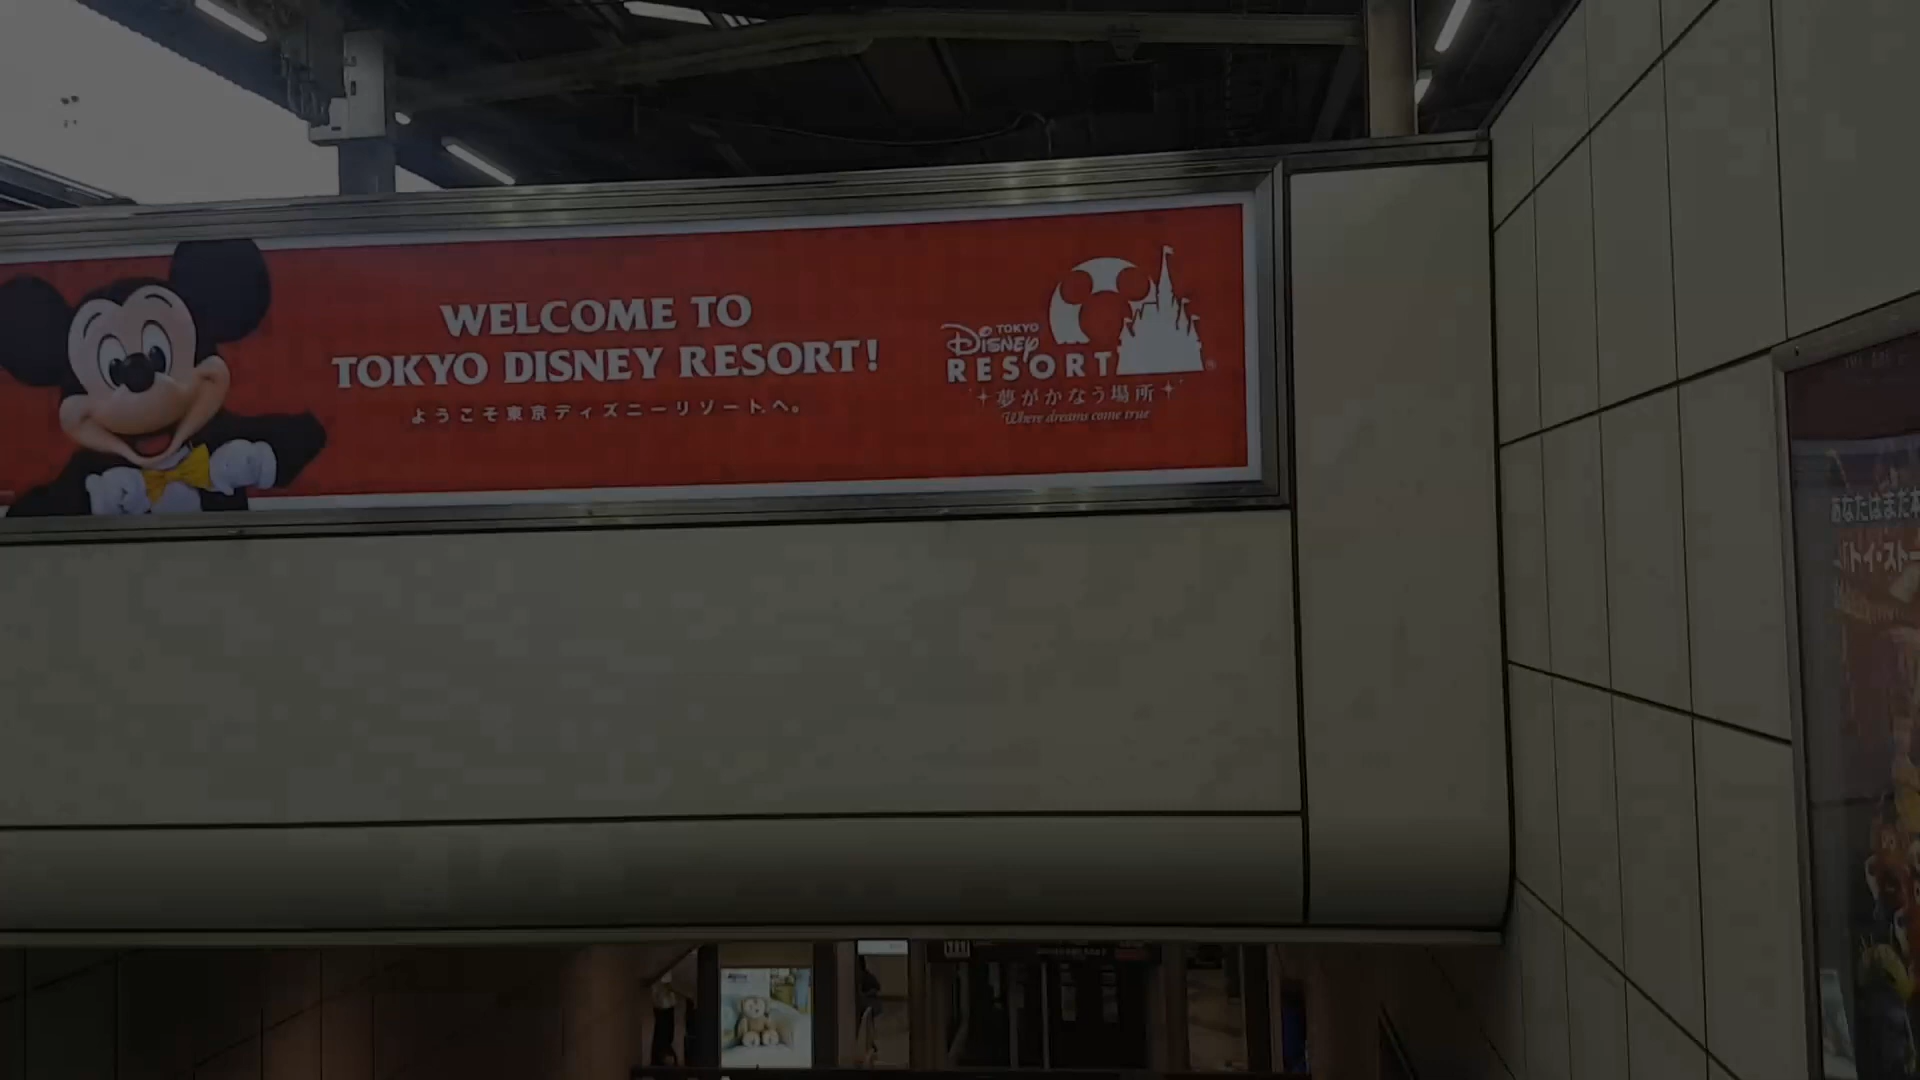 WELCOME TO
TOKYO DISNEY RESORT!
ようこそ東京ディズニーリゾートへ。
TOKYO
DISNEY
RESORT
夢がかなう場所
Where dreams come true
あなたはまだ本
「トイ・ストー